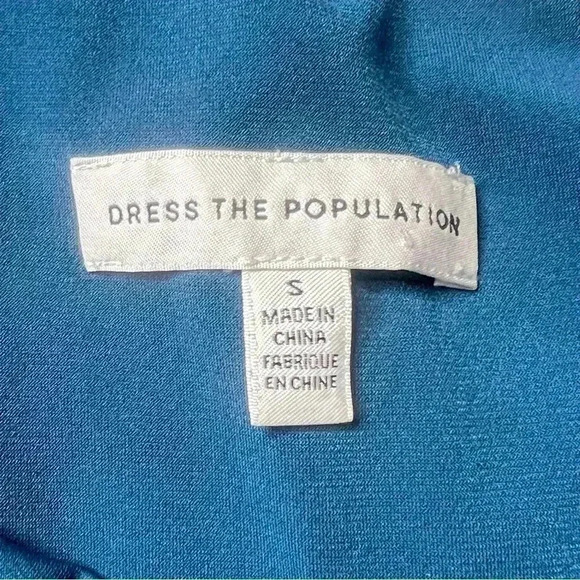 DRESS THE POPULATION
S
MADE IN
CHINA
FABRIQUE
EN CHINE